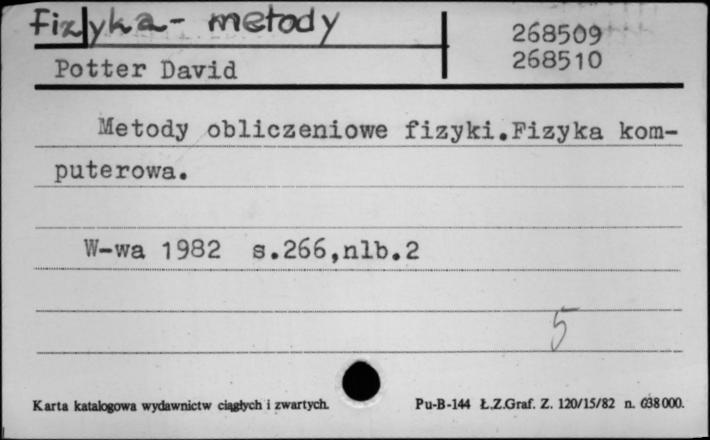 Fizyka - metody
268509
268510
Potter David
Metody obliczeniowe fizyki.Fizyka kom-
puterowa.
W-wa 1982 s.266,nlb.2
5
Karta katalogowa wydawnictw ciągłych i zwartych.
Pu-B-144 Ł.Z.Graf. Z. 120/15/82 n. 638000.